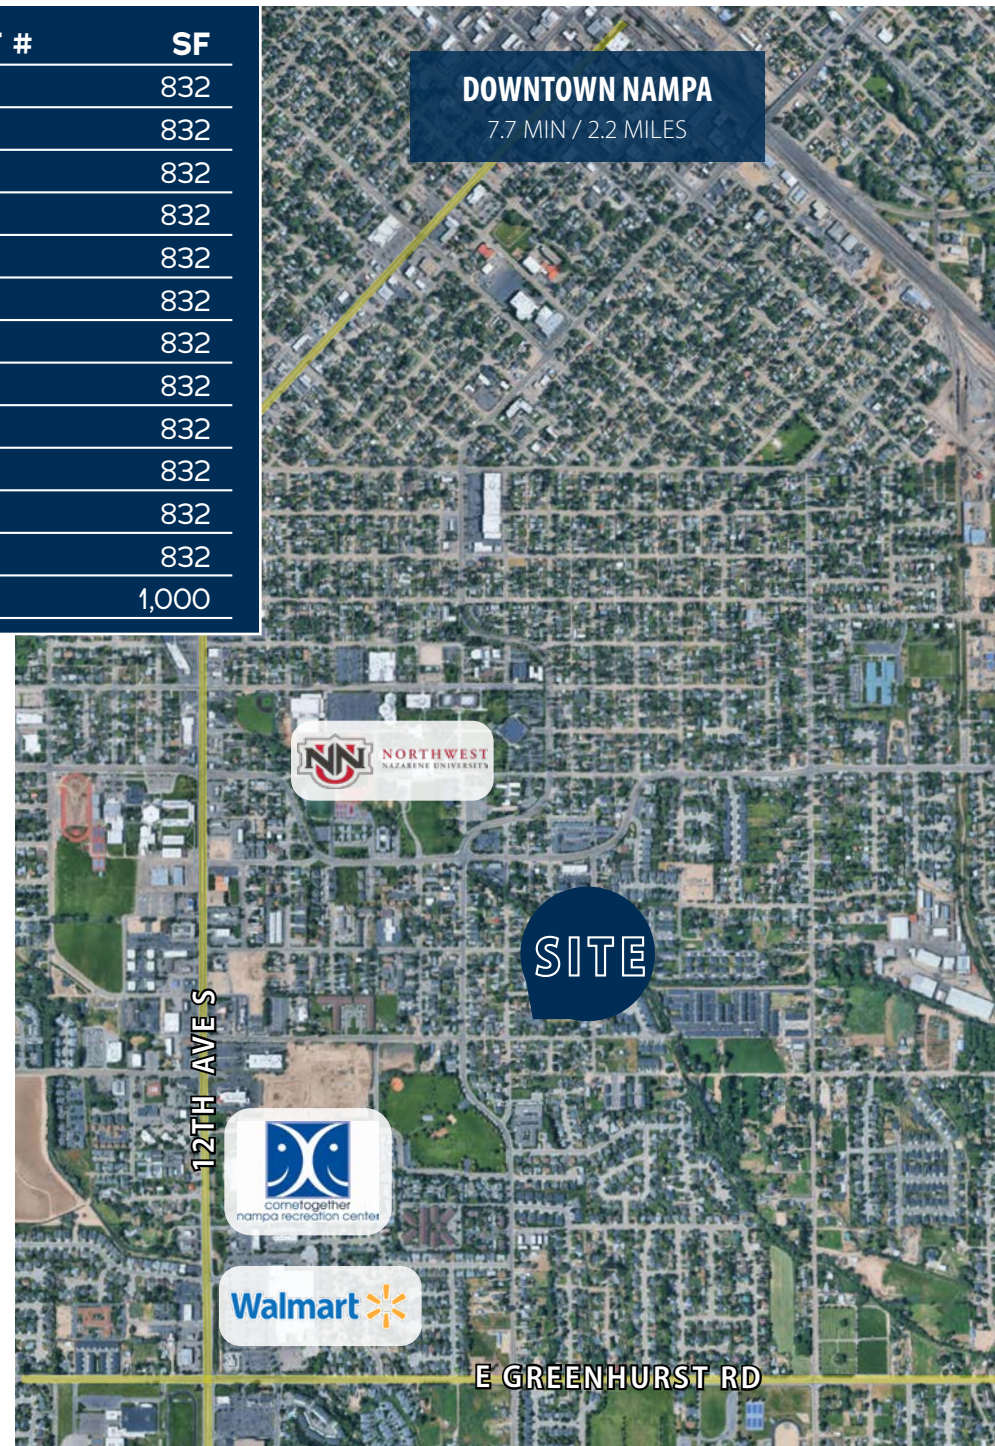 # SF
832
832
832
832
832
832
832
832
832
832
832
832
1,000
DOWNTOWN NAMPA
7.7 MIN / 2.2 MILES
NORTHWEST
NAZARENE UNIVERSITY
SITE
12TH AVE S
cometogether
nampa recreation center
Walmart
E GREENHURST RD